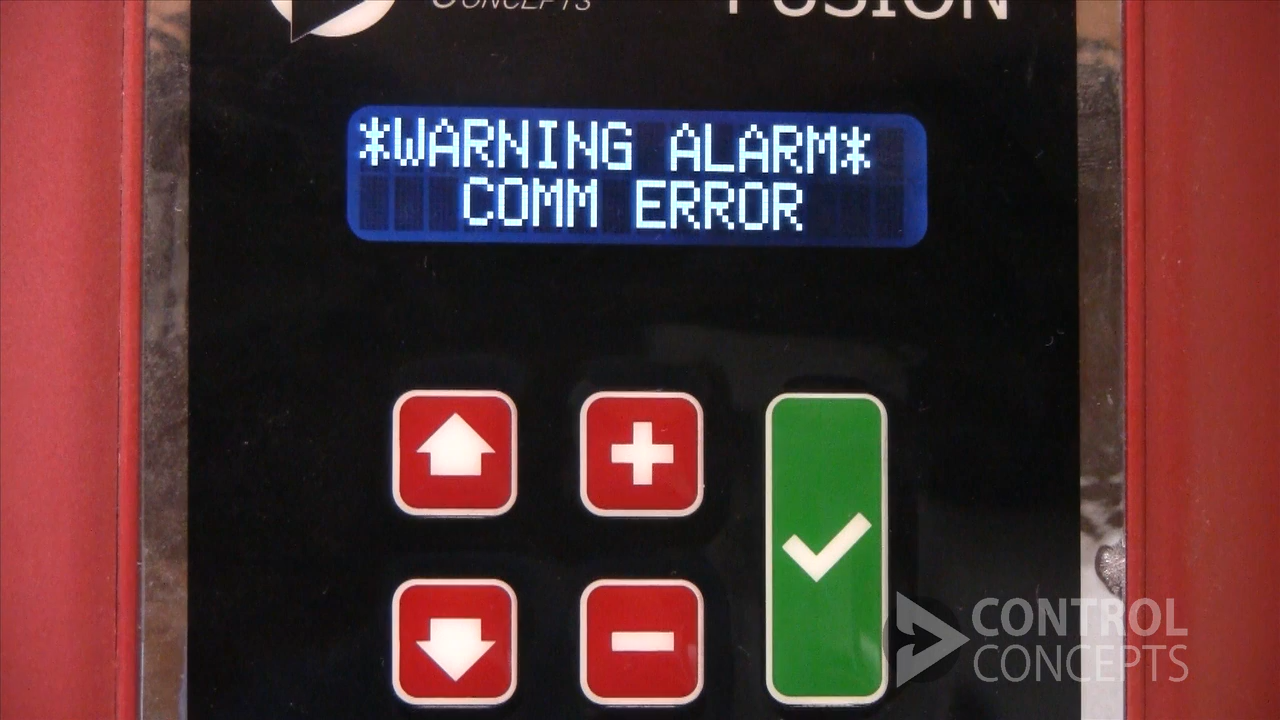 CONCEPTS
FUSION
*WARNING ALARM*
COMM ERROR
CONTROL
CONCEPTS